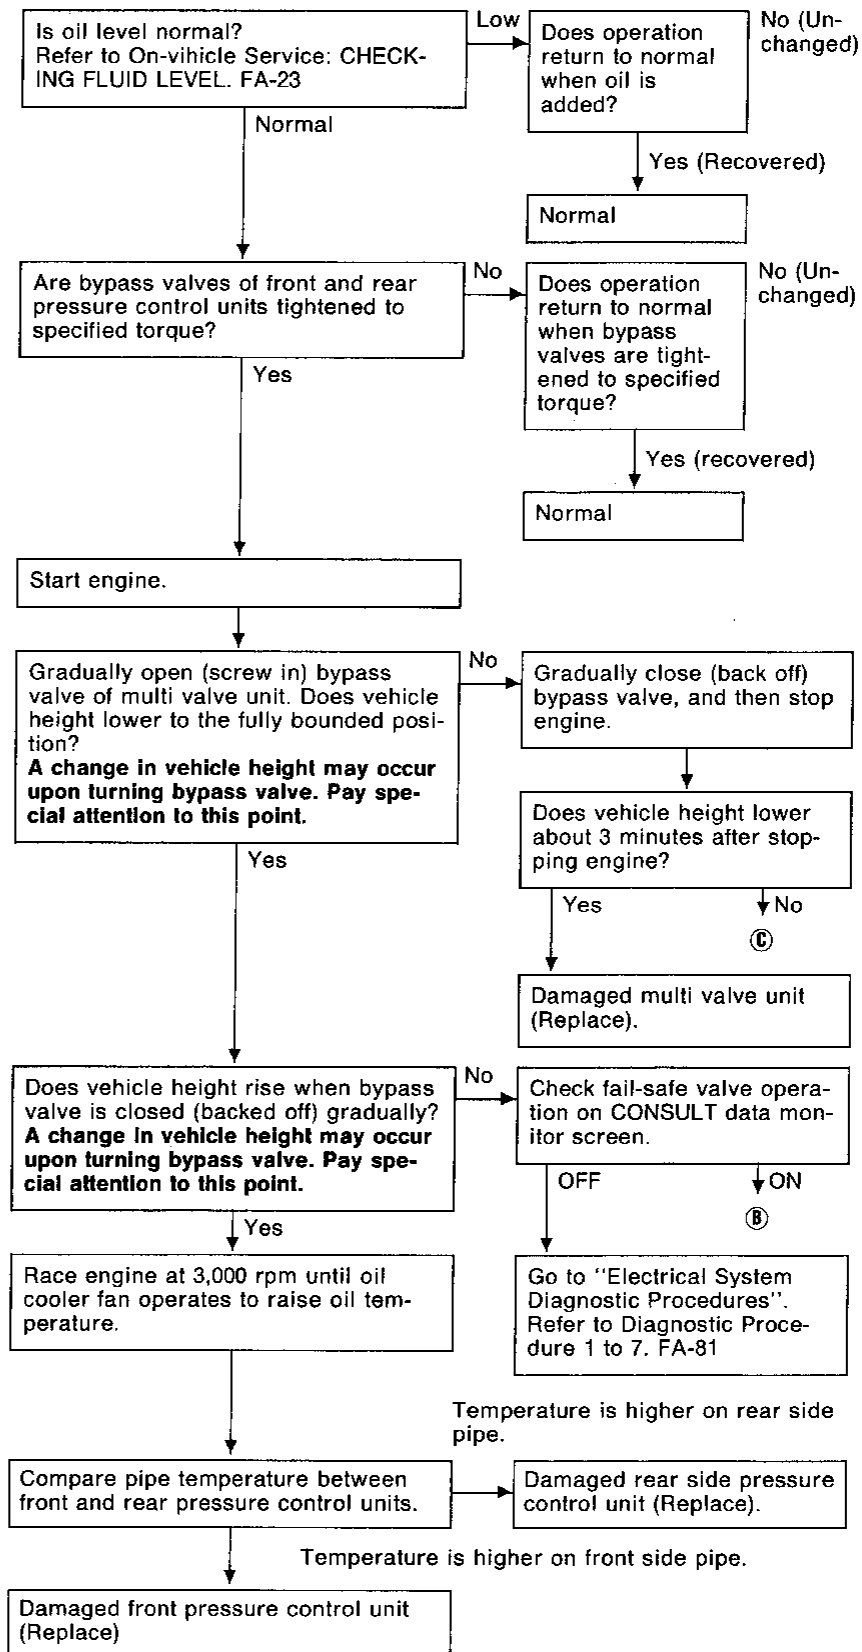 Is oil level normal?
Refer to On-vihicle Service: CHECK-
ING FLUID LEVEL. FA-23
Low
Does operation
return to normal
when oil is
added?
No (Un-
changed)
Normal
Yes (Recovered)
Normal
Are bypass valves of front and rear
pressure control units tightened to
specified torque?
No
Does operation
return to normal
when bypass
valves are tight-
ened to specified
torque?
No (Un-
changed)
Yes
Yes (recovered)
Normal
Start engine.
Gradually open (screw in) bypass
valve of multi valve unit. Does vehicle
height lower to the fully bounded posi-
tion?
A change in vehicle height may occur
upon turning bypass valve. Pay spe-
cial attention to this point.
No
Gradually close (back off)
bypass valve, and then stop
engine.
Does vehicle height lower
about 3 minutes after stop-
ping engine?
Yes
Yes
No
Ⓒ
Damaged multi valve unit
(Replace).
Does vehicle height rise when bypass
valve is closed (backed off) gradually?
A change in vehicle height may occur
upon turning bypass valve. Pay spe-
cial attention to this point.
No
Check fail-safe valve opera-
tion on CONSULT data mon-
itor screen.
OFF
ON
Ⓑ
Yes
Race engine at 3,000 rpm until oil
cooler fan operates to raise oil tem-
perature.
Go to "Electrical System
Diagnostic Procedures".
Refer to Diagnostic Proce-
dure 1 to 7. FA-81
Temperature is higher on rear side
pipe.
Compare pipe temperature between
front and rear pressure control units.
Damaged rear side pressure
control unit (Replace).
Temperature is higher on front side pipe.
Damaged front pressure control unit
(Replace)